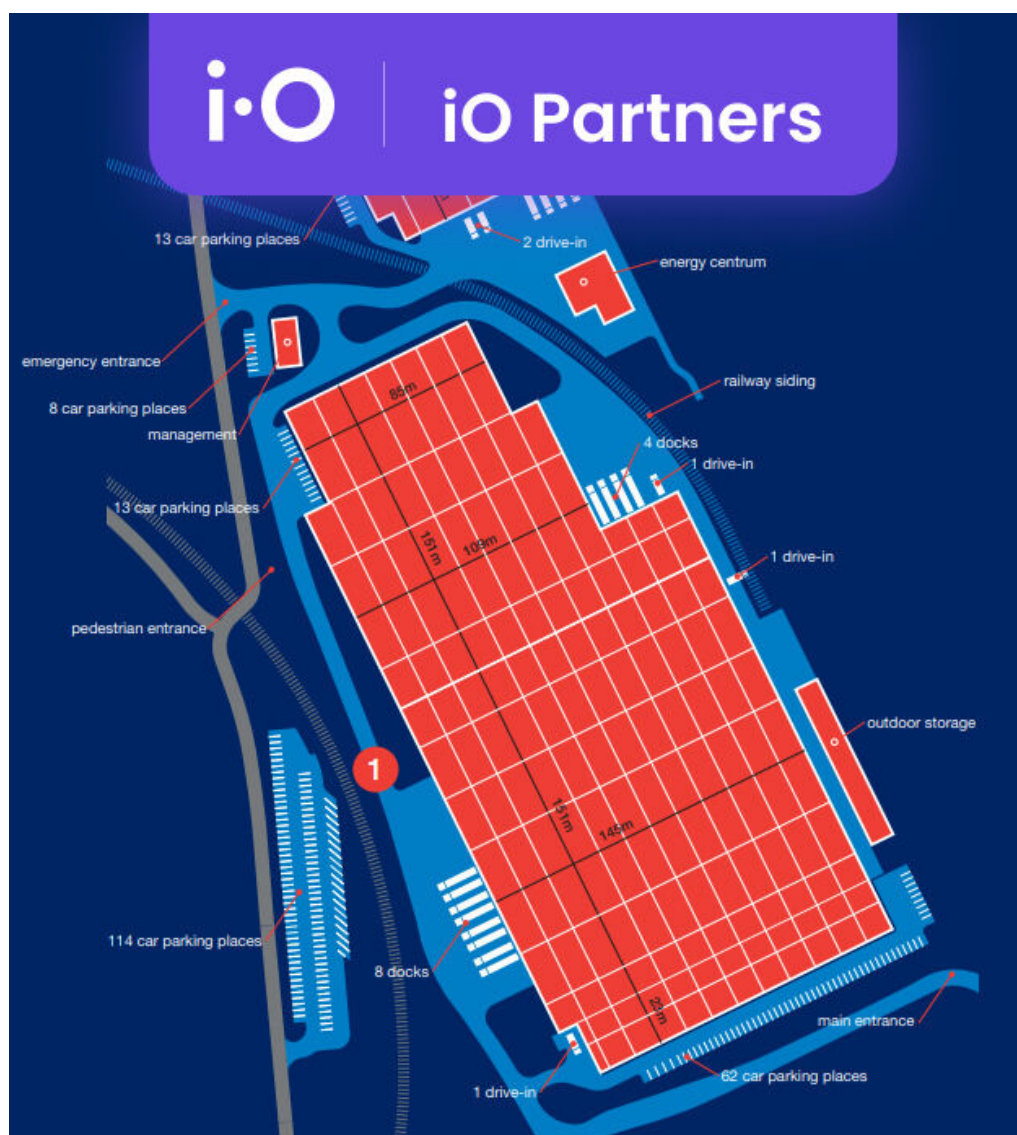 i·O
iO Partners
13 car parking places
2 drive-in
energy centrum
emergency entrance
railway siding
8 car parking places
85m
management
4 docks
1 drive-in
13 car parking places
151m
109m
1 drive-in
pedestrian entrance
outdoor storage
1
151m
145m
114 car parking places
8 docks
23m
main entrance
62 car parking places
1 drive-in